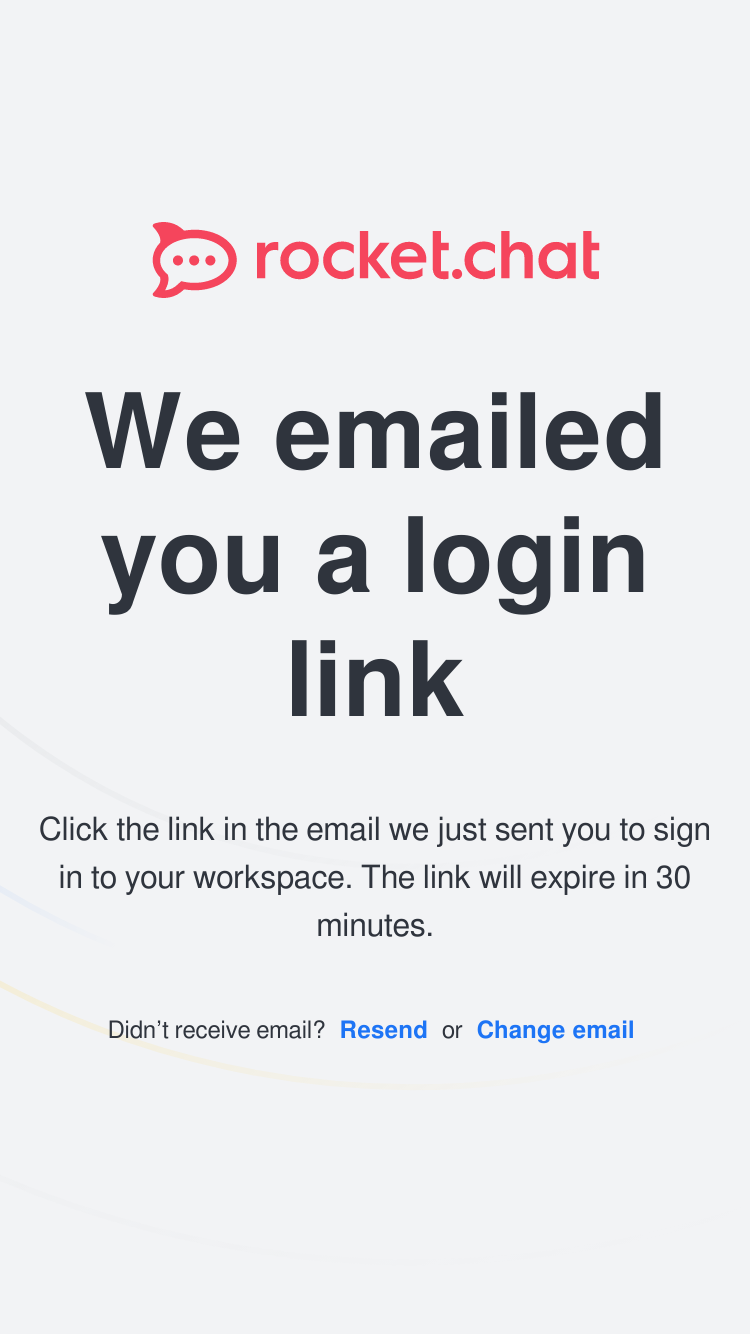 rocket.chat
We emailed
you a login
link
Click the link in the email we just sent you to sign
in to your workspace. The link will expire in 30
minutes.
Didn’t receive email? Resend or Change email